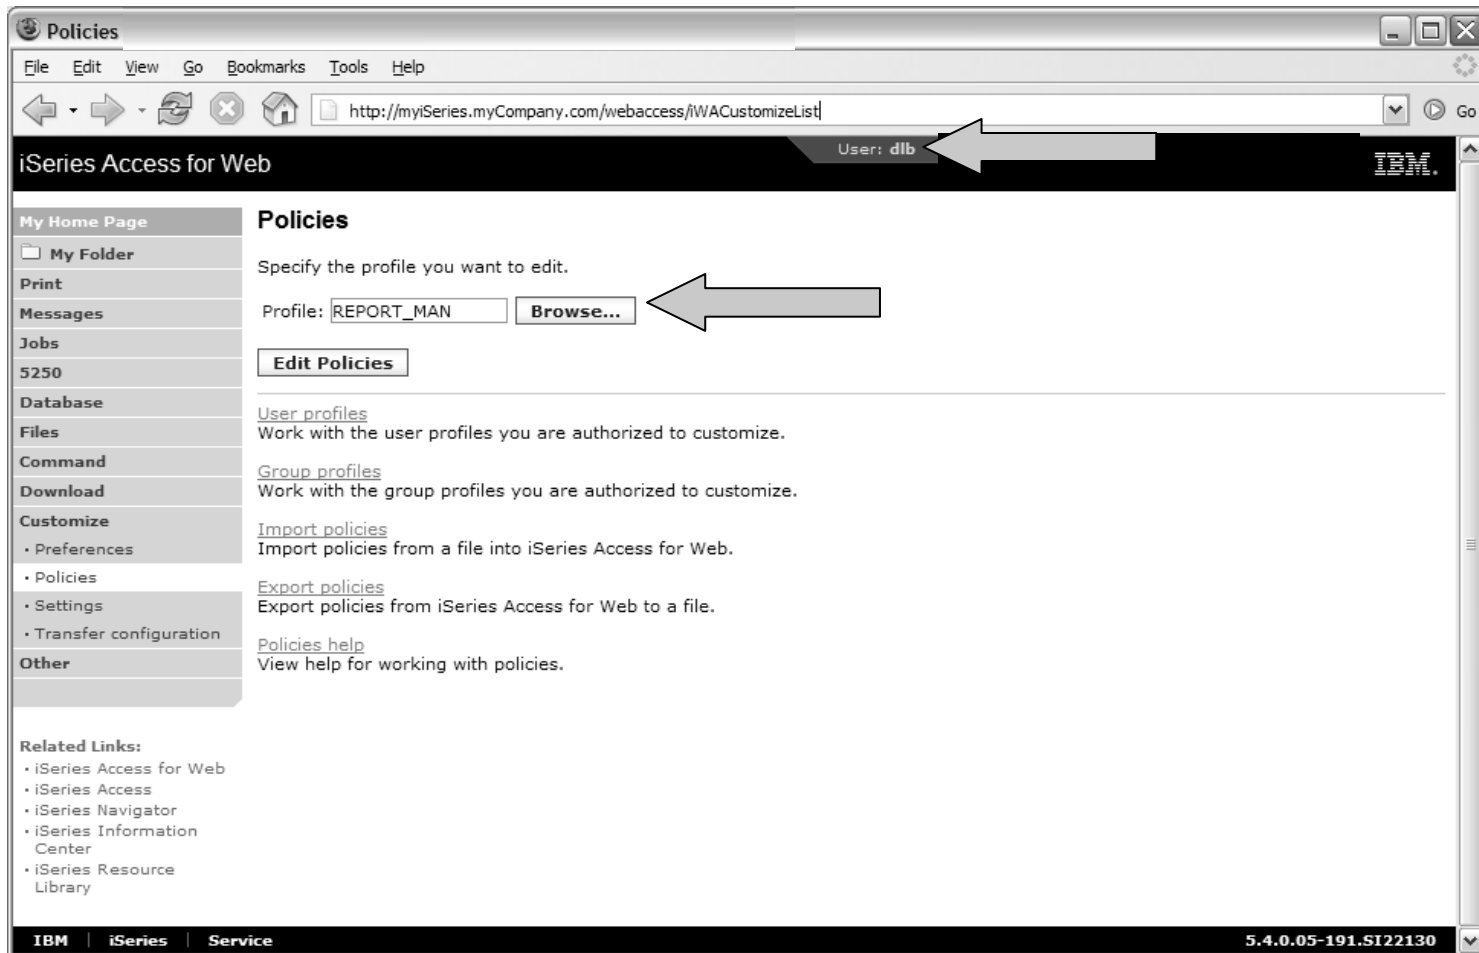 Policies
File Edit View Go Bookmarks Tools Help
http://myiSeries.myCompany.com/webaccess/iWACustomizeList
Go
iSeries Access for Web
User: dlb
IBM.
My Home Page
My Folder
Print
Messages
Jobs
5250
Database
Files
Command
Download
Customize
• Preferences
• Policies
• Settings
• Transfer configuration
Other
Related Links:
• iSeries Access for Web
• iSeries Access
• iSeries Navigator
• iSeries Information
Center
• iSeries Resource
Library
Policies
Specify the profile you want to edit.
Profile: REPORT_MAN Browse...
Edit Policies
User profiles
Work with the user profiles you are authorized to customize.
Group profiles
Work with the group profiles you are authorized to customize.
Import policies
Import policies from a file into iSeries Access for Web.
Export policies
Export policies from iSeries Access for Web to a file.
Policies help
View help for working with policies.
IBM | iSeries | Service
5.4.0.05-191.SI22130